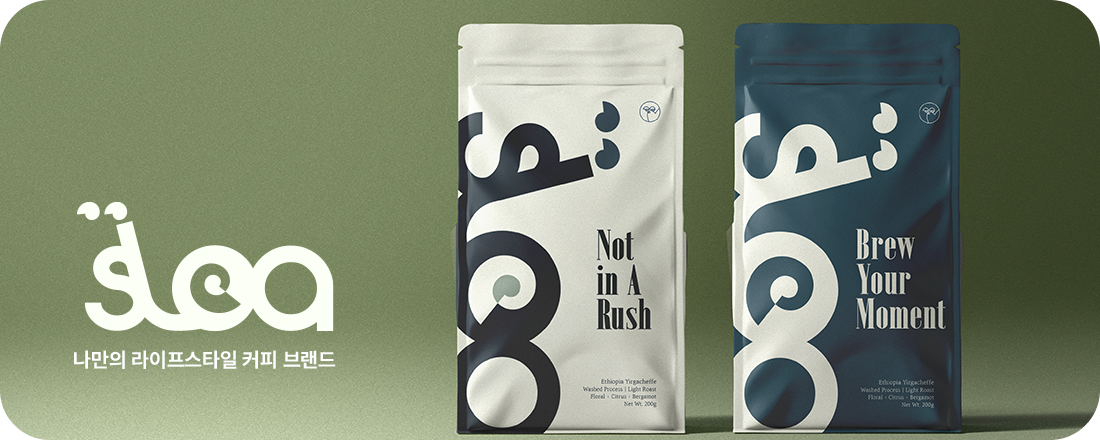 sloa
나만의 라이프스타일 커피 브랜드
Not
in A
Rush
Ethiopia Yirgacheffe
Washed Process | Light Roast
Floral - Citrus - Bergamot
Net Wt. 200g
Brew
Your
Moment
Ethiopia Yirgacheffe
Washed Process | Light Roast
Floral - Citrus - Bergamot
Net Wt. 200g